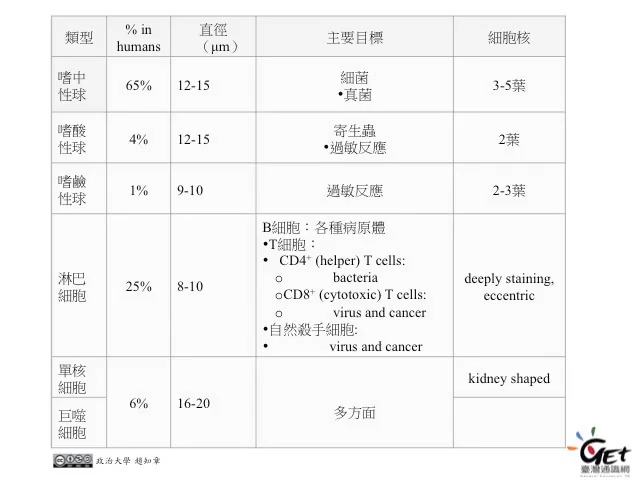 類型
% in
humans
直徑
（μm）
主要目標
細胞核
嗜中
性球
65%
12-15
細菌
•真菌
3-5葉
嗜酸
性球
4%
12-15
寄生蟲
•過敏反應
2葉
嗜鹼
性球
1%
9-10
過敏反應
2-3葉
淋巴
細胞
25%
8-10
B細胞：各種病原體
•T細胞：
• CD4+ (helper) T cells:
o bacteria
oCD8+ (cytotoxic) T cells:
o virus and cancer
•自然殺手細胞:
• virus and cancer
deeply staining,
eccentric
單核
細胞
6%
16-20
多方面
kidney shaped
巨噬
細胞
政治大學 趙知章
GET
臺灣通識網